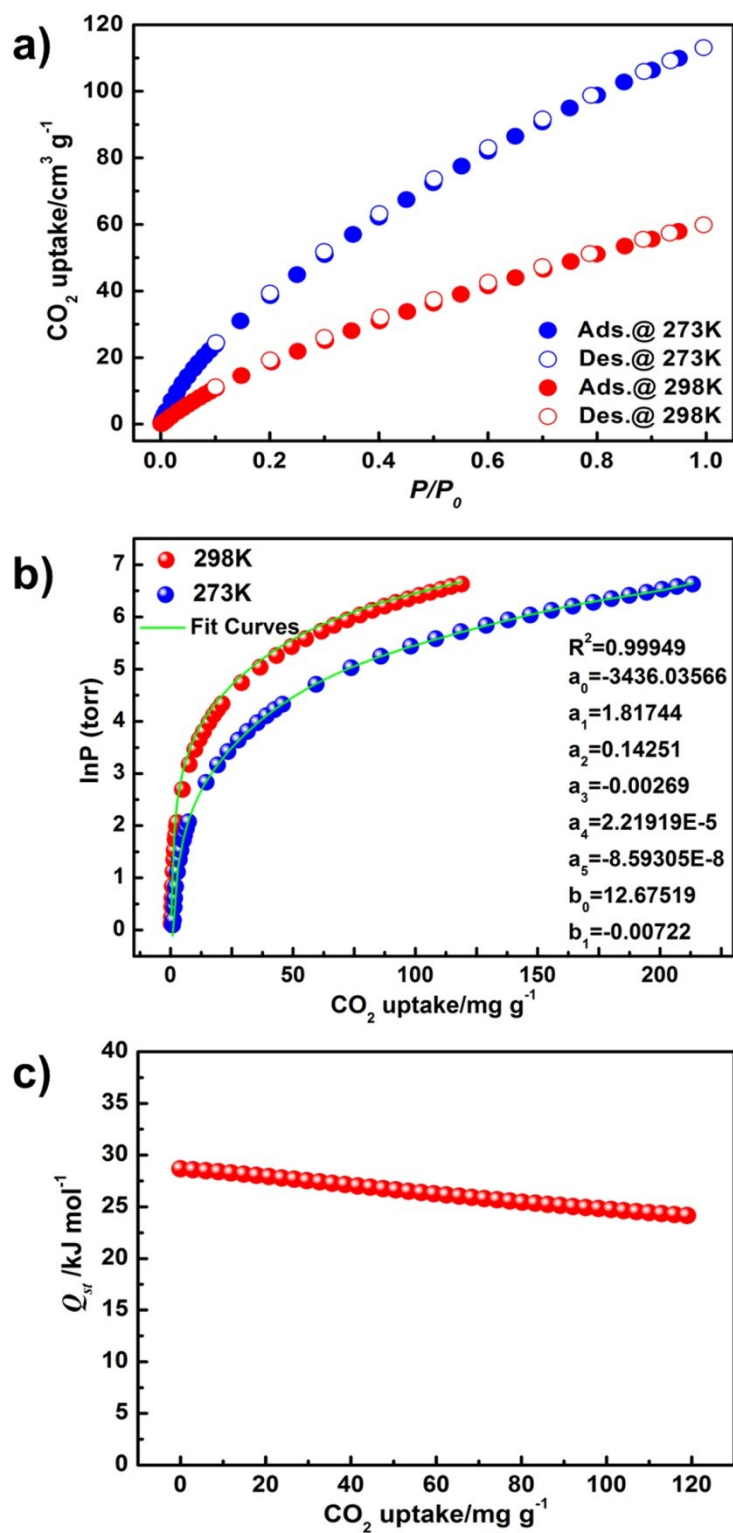 a)
CO₂ uptake/cm³ g⁻¹
120
100
80
60
40
20
0
Ads.@ 273K
Des.@ 273K
Ads.@ 298K
Des.@ 298K
0.0 0.2 0.4 0.6 0.8 1.0
P/P₀
b)
lnP (torr)
7
6
5
4
3
2
1
0
298K
273K
Fit Curves
R²=0.99949
a₀=-3436.03566
a₁=1.81744
a₂=0.14251
a₃=-0.00269
a₄=2.21919E-5
a₅=-8.59305E-8
b₀=12.67519
b₁=-0.00722
0 50 100 150 200
CO₂ uptake/mg g⁻¹
c)
Qst /kJ mol⁻¹
40
35
30
25
20
15
10
5
0
0 20 40 60 80 100 120
CO₂ uptake/mg g⁻¹